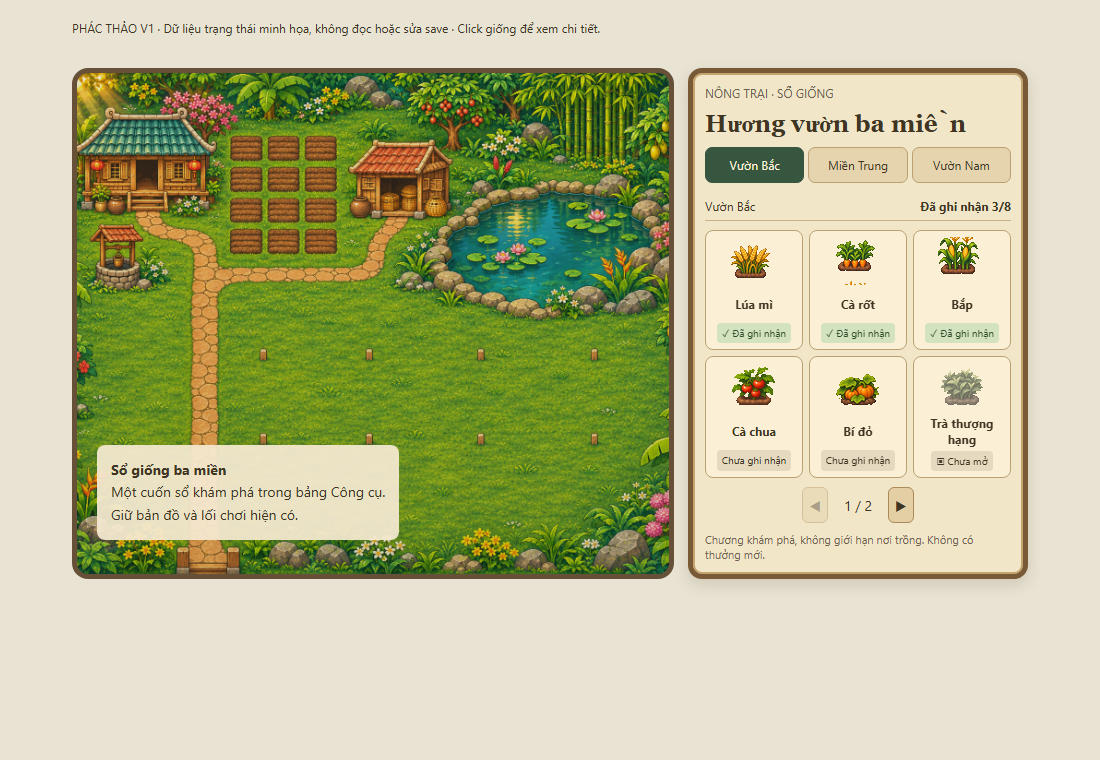 PHÁC THẢO V1 · Dữ liệu trạng thái minh họa, không đọc hoặc sửa save · Click giống để xem chi tiết.
NÔNG TRẠI · SỔ GIỐNG
Hương vườn ba miền
Vườn Bắc
Miền Trung
Vườn Nam
Vườn Bắc
Đã ghi nhận 3/8
Lúa mì
Cà rốt
Bắp
✓ Đã ghi nhận
✓ Đã ghi nhận
✓ Đã ghi nhận
Cà chua
Bí đỏ
Trà thượng
hạng
Chưa ghi nhận
Chưa ghi nhận
▣ Chưa mở
◀
1 / 2
▶
Chương khám phá, không giới hạn nơi trồng. Không có
thưởng mới.
Sổ giống ba miền
Một cuốn sổ khám phá trong bảng Công cụ.
Giữ bản đồ và lối chơi hiện có.